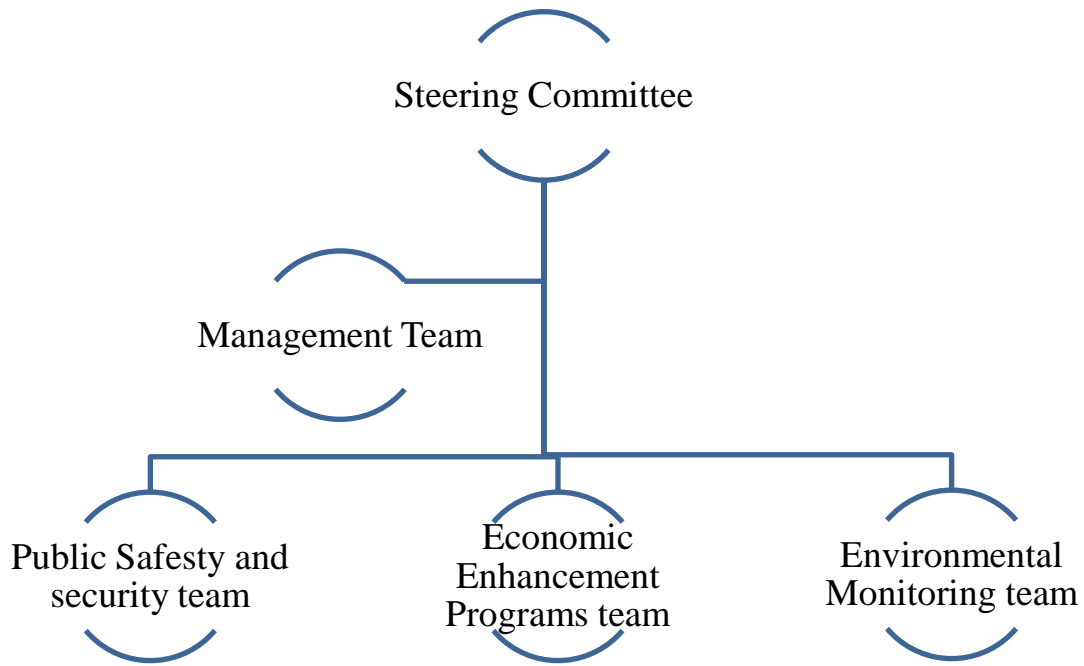 Steering Committee
Management Team
Public Safesty and
security team
Economic
Enhancement
Programs team
Environmental
Monitoring team